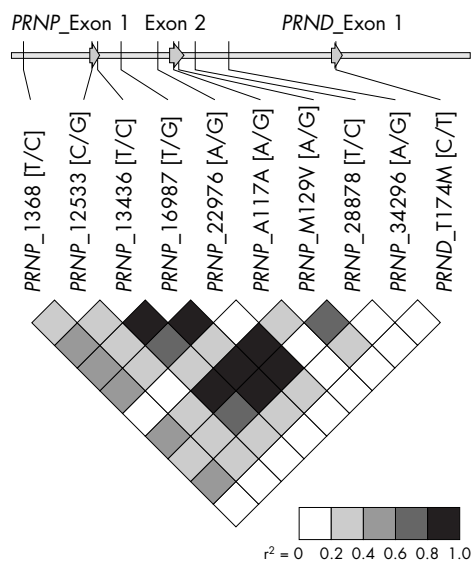 PRNP_Exon 1 Exon 2 PRND_Exon 1
PRNP_1368 [T/C]
PRNP_12533 [C/G]
PRNP_13436 [T/C]
PRNP_16987 [T/G]
PRNP_22976 [A/G]
PRNP_A117A [A/G]
PRNP_M129V [A/G]
PRNP_28878 [T/C]
PRNP_34296 [A/G]
PRND_T174M [C/T]
r² = 0 0.2 0.4 0.6 0.8 1.0